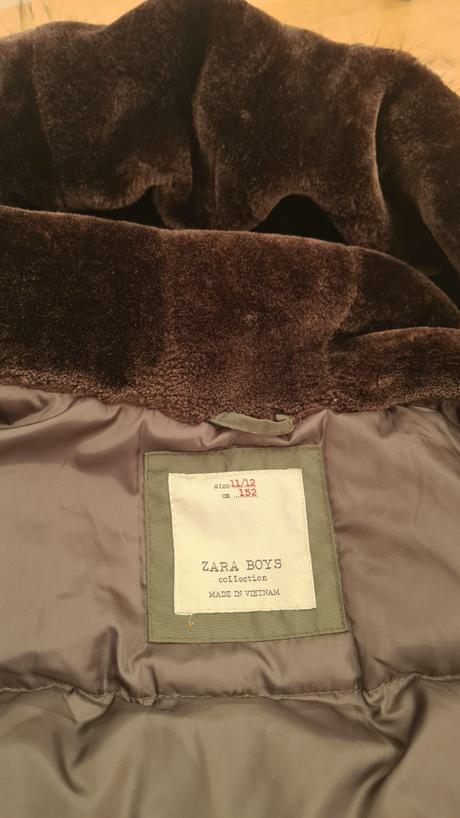 size 11/12
cm ...152
ZARA BOYS
collection
MADE IN VIETNAM